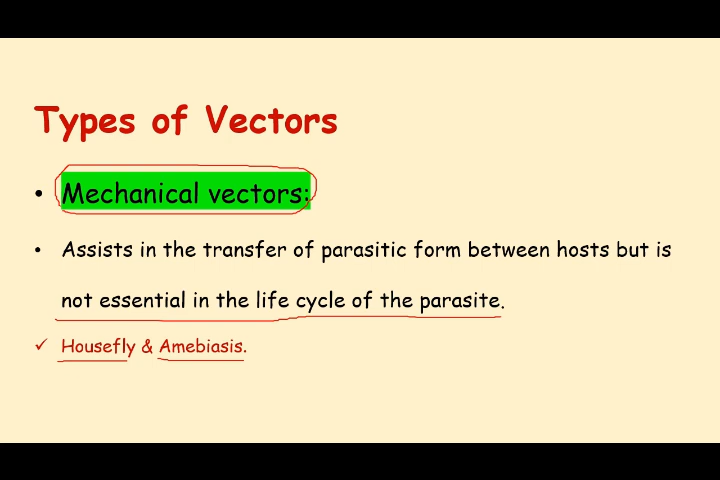 Types of Vectors
• Mechanical vectors:
• Assists in the transfer of parasitic form between hosts but is
not essential in the life cycle of the parasite.
✓ Housefly & Amebiasis.